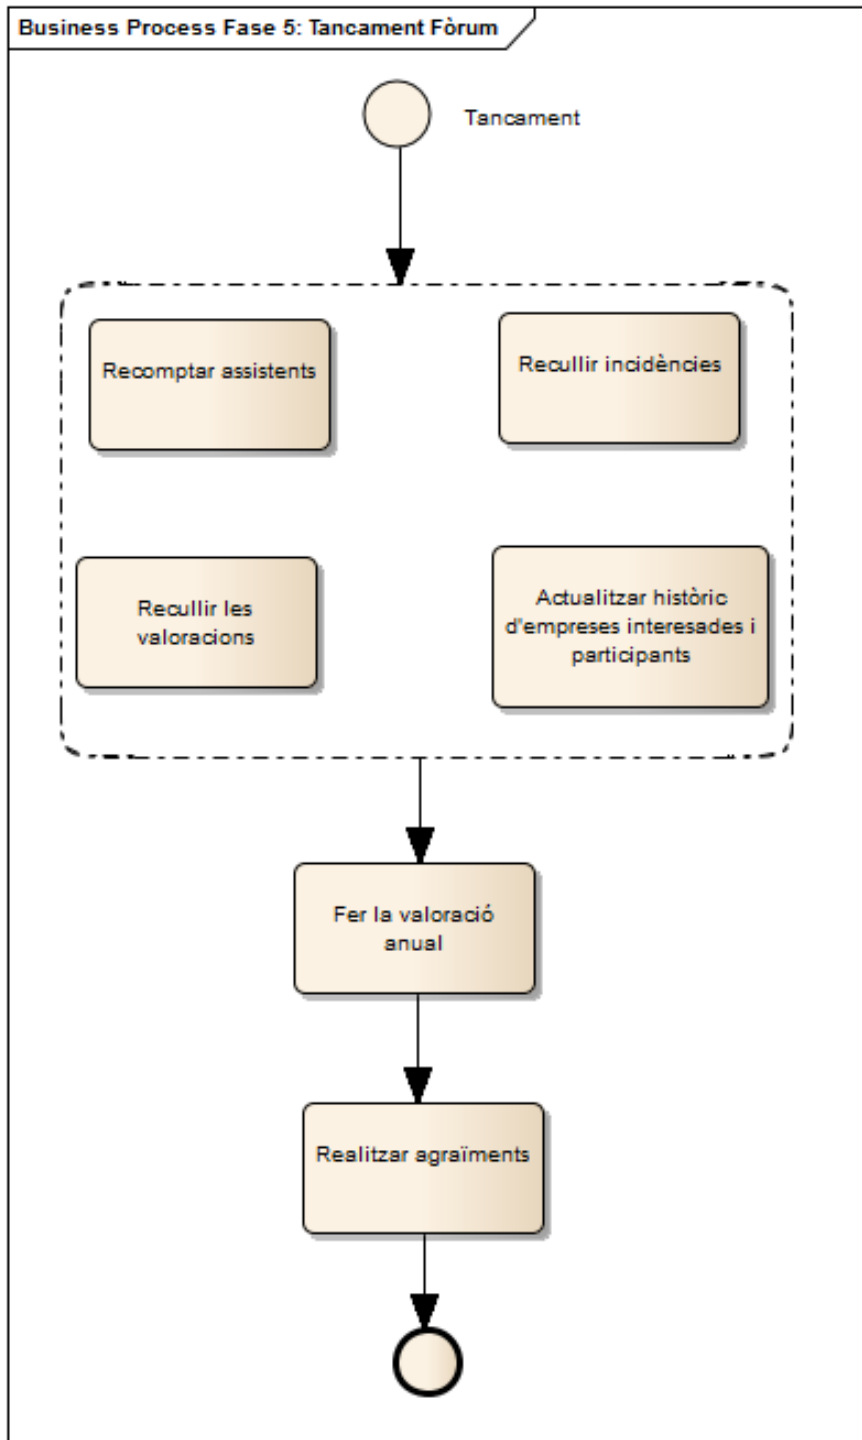 Business Process Fase 5: Tancament Fòrum
Tancament
Recomptar assistents
Recullir incidències
Recullir les
valoracions
Actualitzar històric
d'empreses interesades i
participants
Fer la valoració
anual
Realitzar agraïments